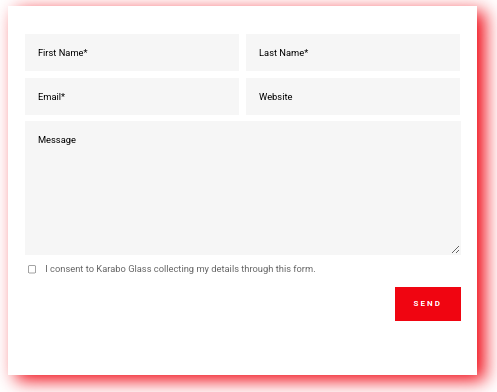 First Name*
Last Name*
Email*
Website
Message
I consent to Karabo Glass collecting my details through this form.
SEND